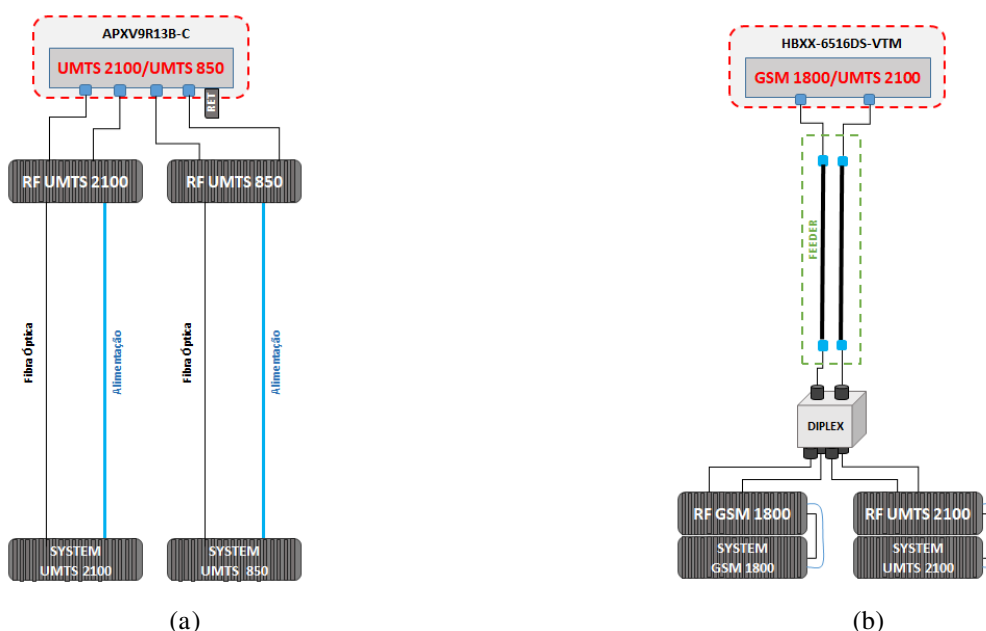 APXV9R13B-C
UMTS 2100/UMTS 850
RET
RF UMTS 2100
RF UMTS 850
Fibra Óptica
Alimentação
Fibra Óptica
Alimentação
SYSTEM
UMTS 2100
SYSTEM
UMTS 850
(a)
HBXX-6516DS-VTM
GSM 1800/UMTS 2100
FEEDER
DIPLEX
RF GSM 1800
RF UMTS 2100
SYSTEM
GSM 1800
SYSTEM
UMTS 2100
(b)